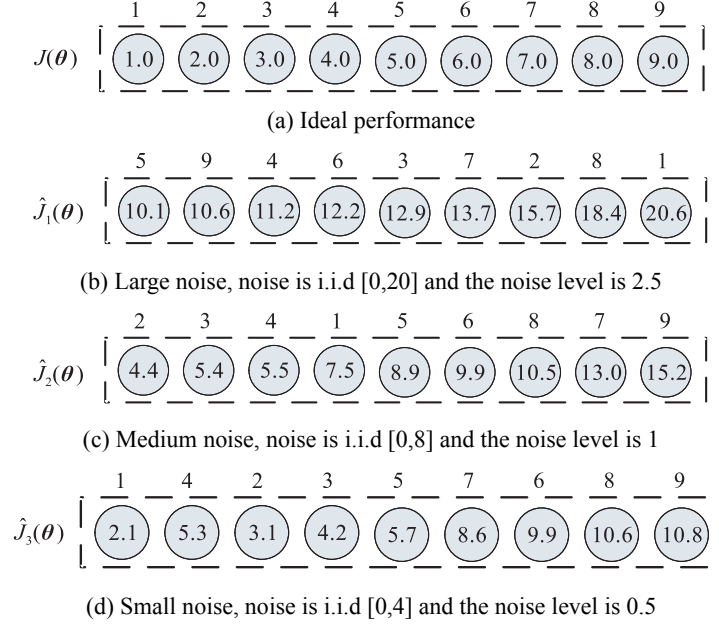 1 2 3 4 5 6 7 8 9
J(θ) 1.0 2.0 3.0 4.0 5.0 6.0 7.0 8.0 9.0
(a) Ideal performance
5 9 4 6 3 7 2 8 1
Ĵ₁(θ) 10.1 10.6 11.2 12.2 12.9 13.7 15.7 18.4 20.6
(b) Large noise, noise is i.i.d [0,20] and the noise level is 2.5
2 3 4 1 5 6 8 7 9
Ĵ₂(θ) 4.4 5.4 5.5 7.5 8.9 9.9 10.5 13.0 15.2
(c) Medium noise, noise is i.i.d [0,8] and the noise level is 1
1 4 2 3 5 7 6 8 9
Ĵ₃(θ) 2.1 5.3 3.1 4.2 5.7 8.6 9.9 10.6 10.8
(d) Small noise, noise is i.i.d [0,4] and the noise level is 0.5